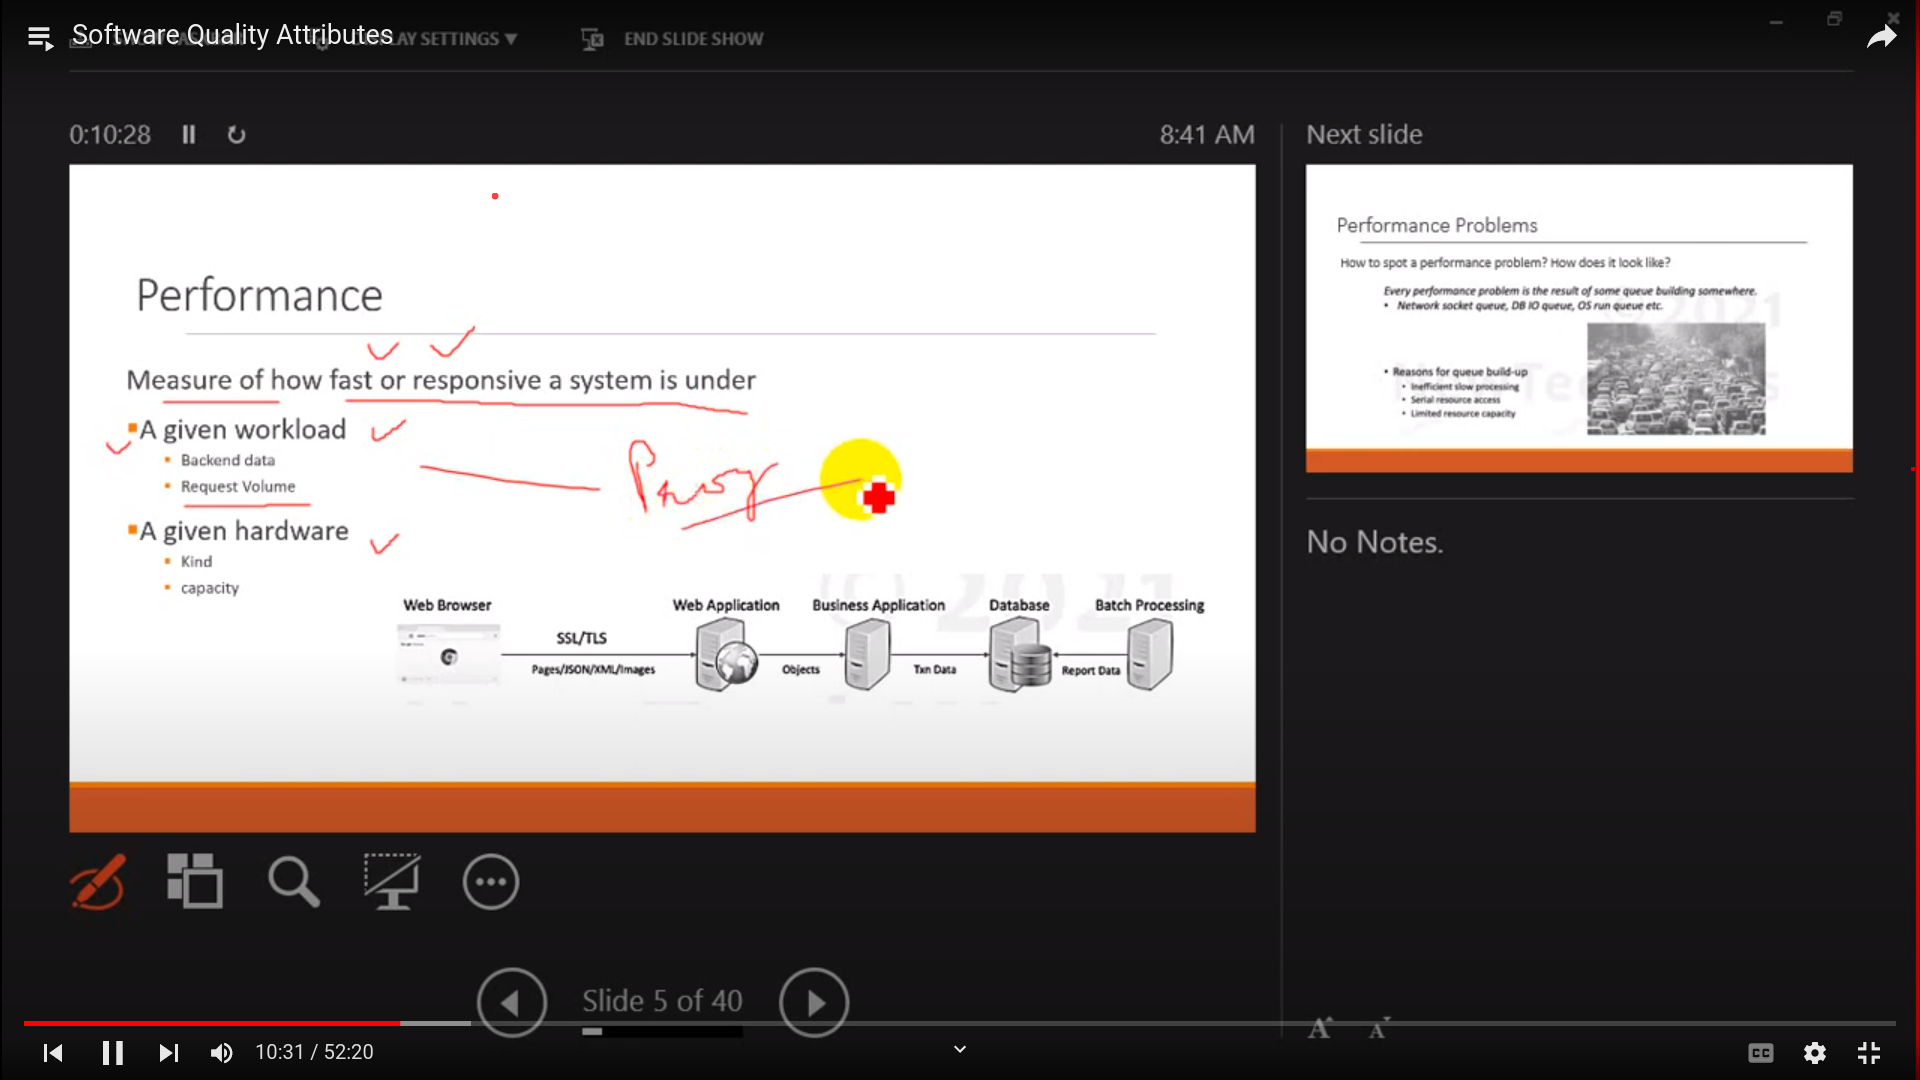 Software Quality Attributes
DISPLAY SETTINGS ▼
END SLIDE SHOW
0:10:28
8:41 AM
Next slide
Performance
Measure of how fast or responsive a system is under
A given workload
Backend data
Request Volume
A given hardware
Kind
capacity
© 2021
Web Browser
Web Application
Business Application
Database
Batch Processing
SSL/TLS
Pages/JSON/XML/Images
Objects
Txn Data
Report Data
Performance Problems
How to spot a performance problem? How does it look like?
Every performance problem is the result of some queue building somewhere.
• Network socket queue, DB IO queue, OS run queue etc.
© 2021
• Reasons for queue build-up
• Inefficient slow processing
• Serial resource access
• Limited resource capacity
No Notes.
Slide 5 of 40
A A
10:31 / 52:20
CC